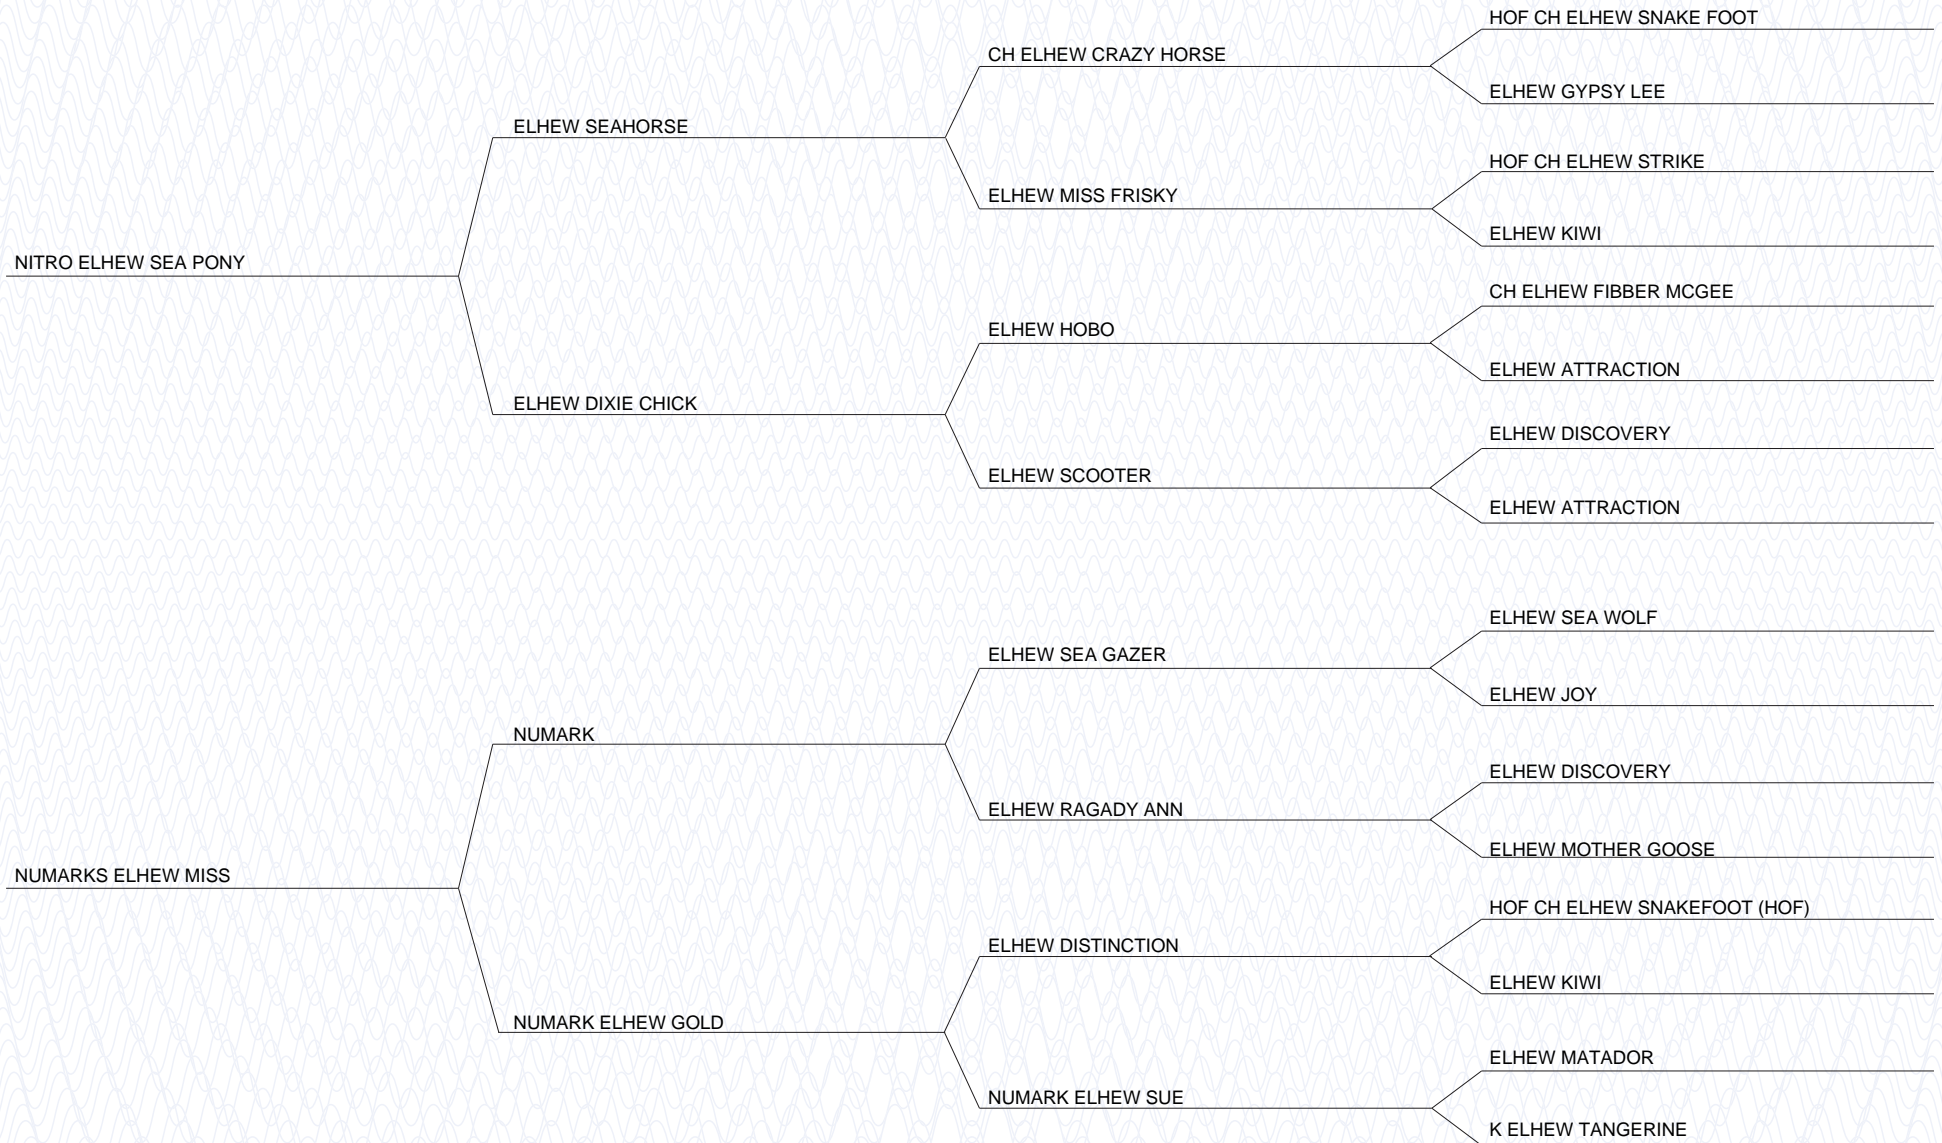 HOF CH ELHEW SNAKE FOOT
CH ELHEW CRAZY HORSE
ELHEW GYPSY LEE
ELHEW SEAHORSE
HOF CH ELHEW STRIKE
ELHEW MISS FRISKY
ELHEW KIWI
NITRO ELHEW SEA PONY
CH ELHEW FIBBER MCGEE
ELHEW HOBO
ELHEW ATTRACTION
ELHEW DIXIE CHICK
ELHEW DISCOVERY
ELHEW SCOOTER
ELHEW ATTRACTION
ELHEW SEA WOLF
ELHEW SEA GAZER
ELHEW JOY
NUMARK
ELHEW DISCOVERY
ELHEW RAGADY ANN
ELHEW MOTHER GOOSE
NUMARKS ELHEW MISS
HOF CH ELHEW SNAKEFOOT (HOF)
ELHEW DISTINCTION
ELHEW KIWI
NUMARK ELHEW GOLD
ELHEW MATADOR
NUMARK ELHEW SUE
K ELHEW TANGERINE